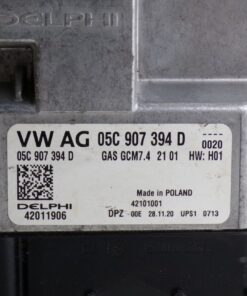 DELPHI
VW AG 05C 907 394 D
0020
05C 907 394 D GAS GCM7.4 21 01 HW: H01
Made in POLAND
42101001
DELPHI
42011906
DPZ -00E 28.11.20 UPS1 0713